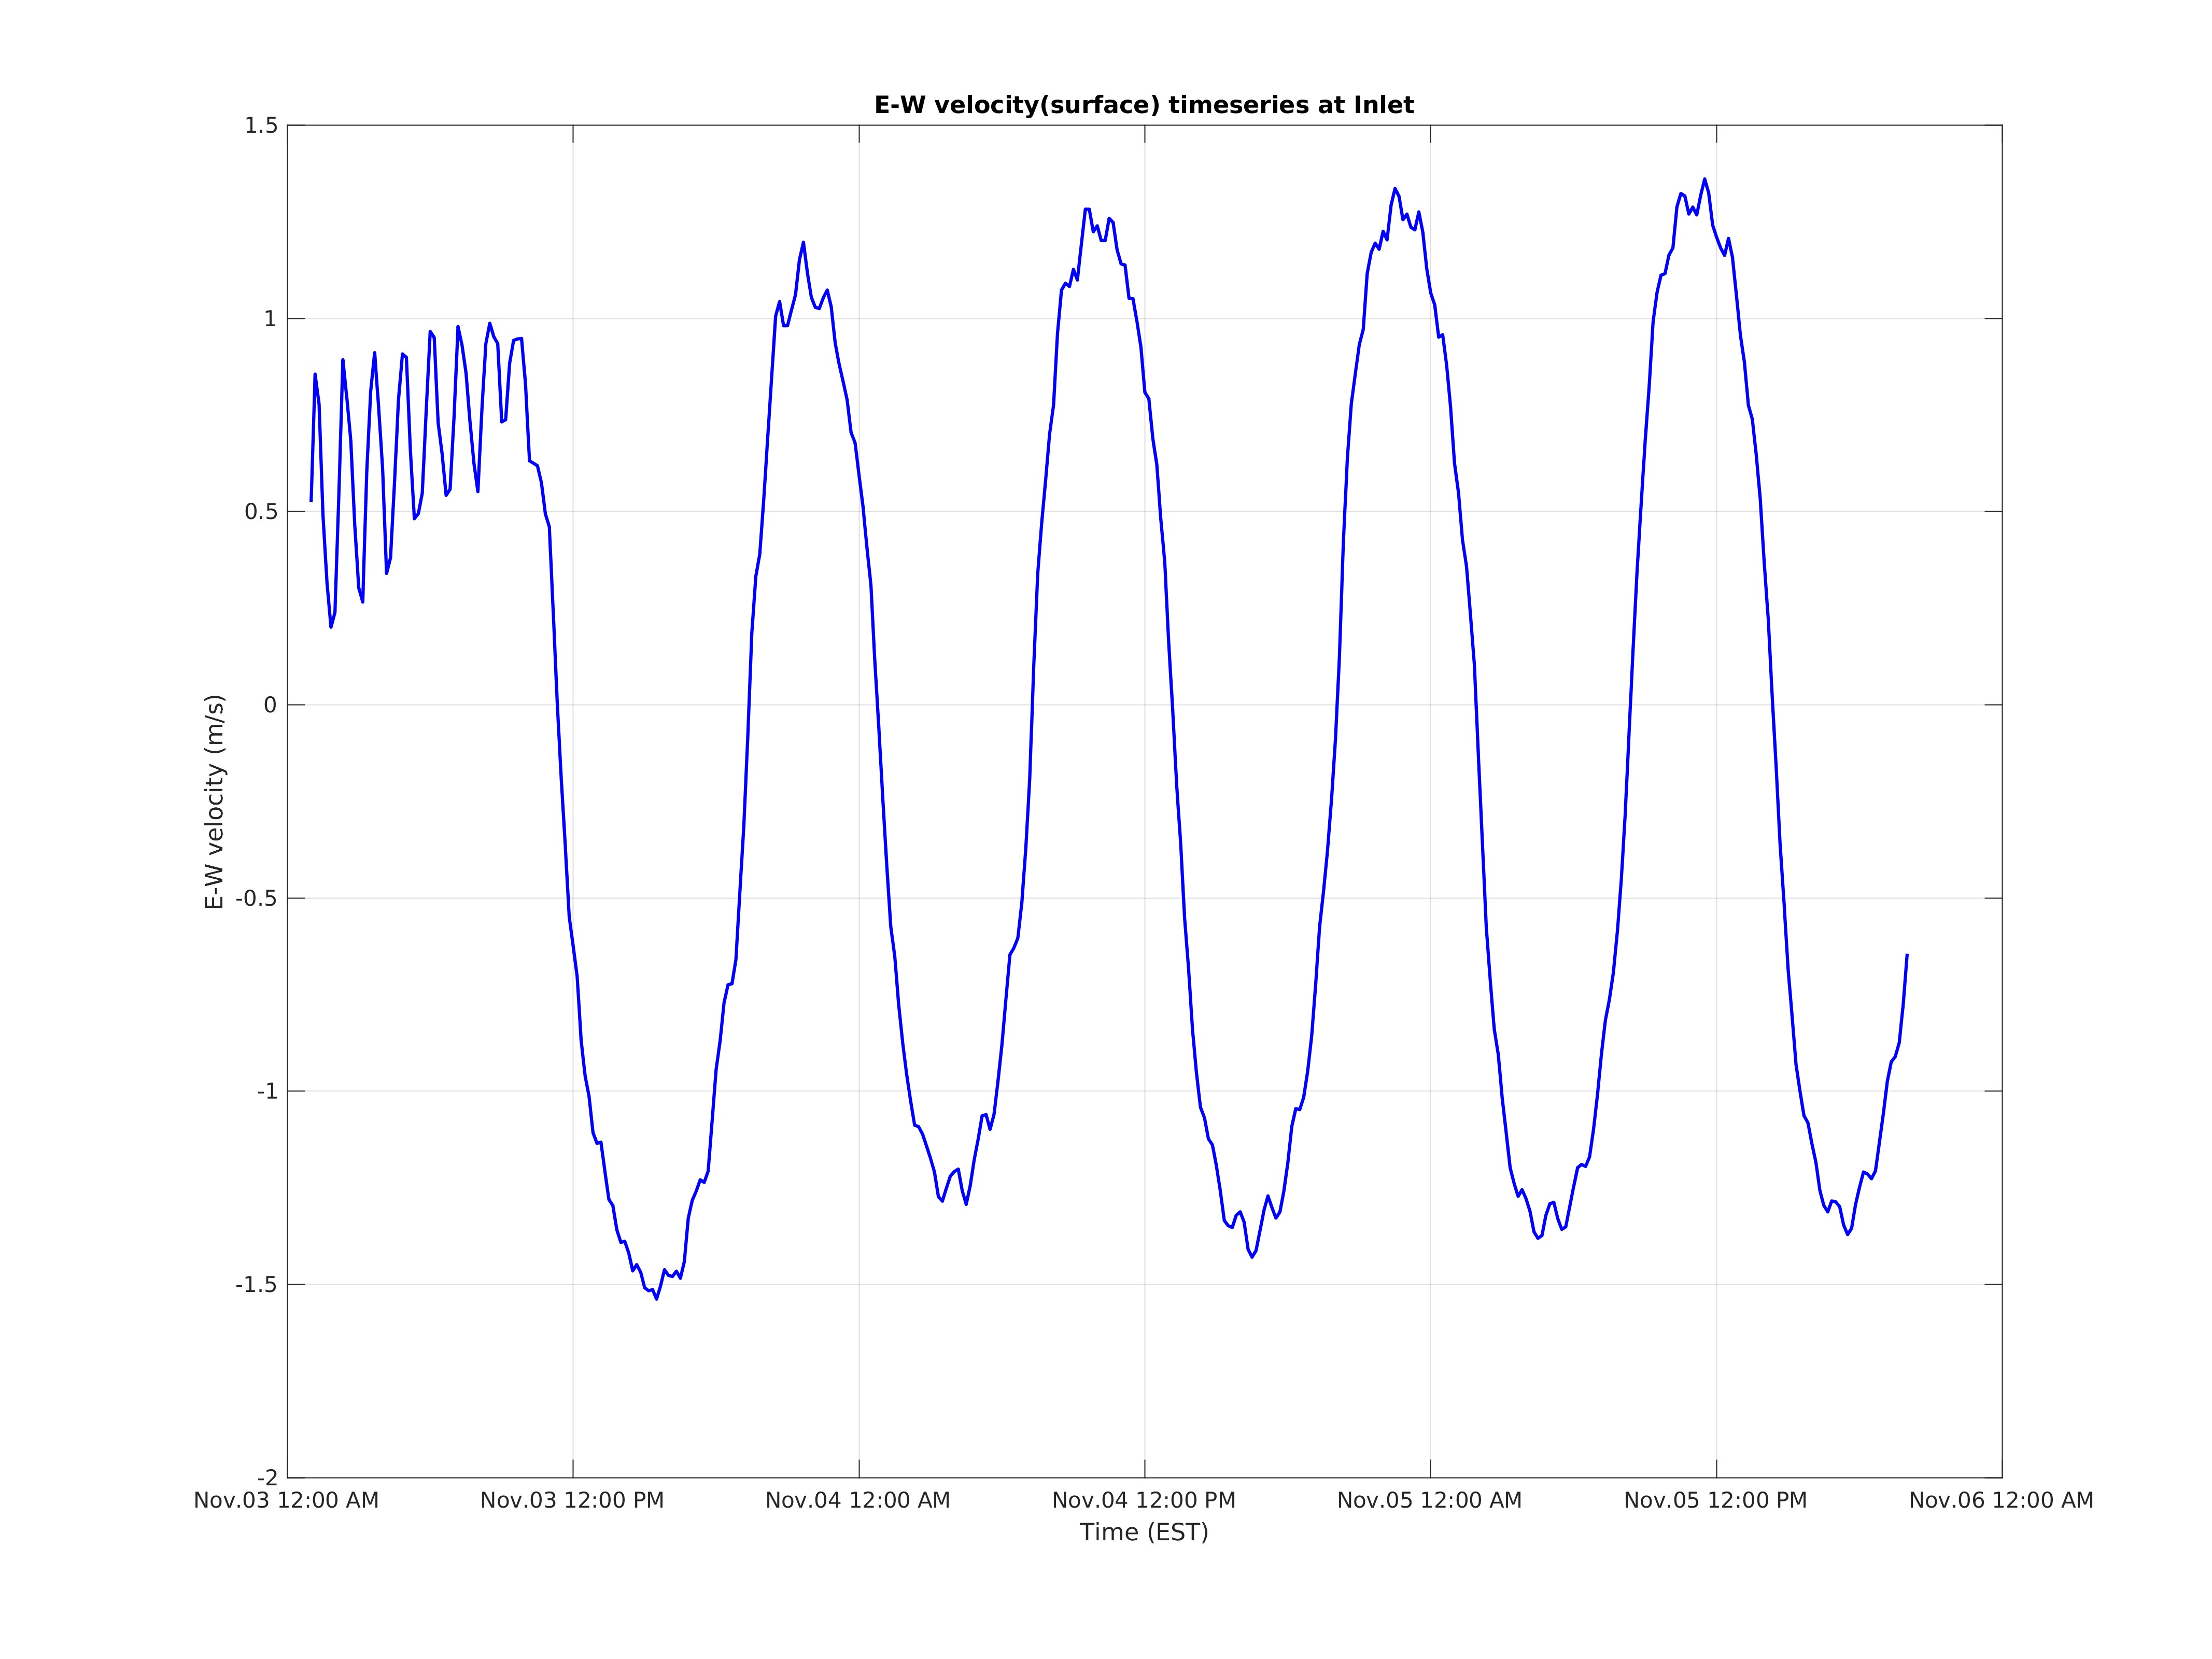 E-W velocity(surface) timeseries at Inlet
1.5
1
0.5
0
-0.5
-1
-1.5
-2
E-W velocity (m/s)
Nov.03 12:00 AM
Nov.03 12:00 PM
Nov.04 12:00 AM
Nov.04 12:00 PM
Nov.05 12:00 AM
Nov.05 12:00 PM
Nov.06 12:00 AM
Time (EST)